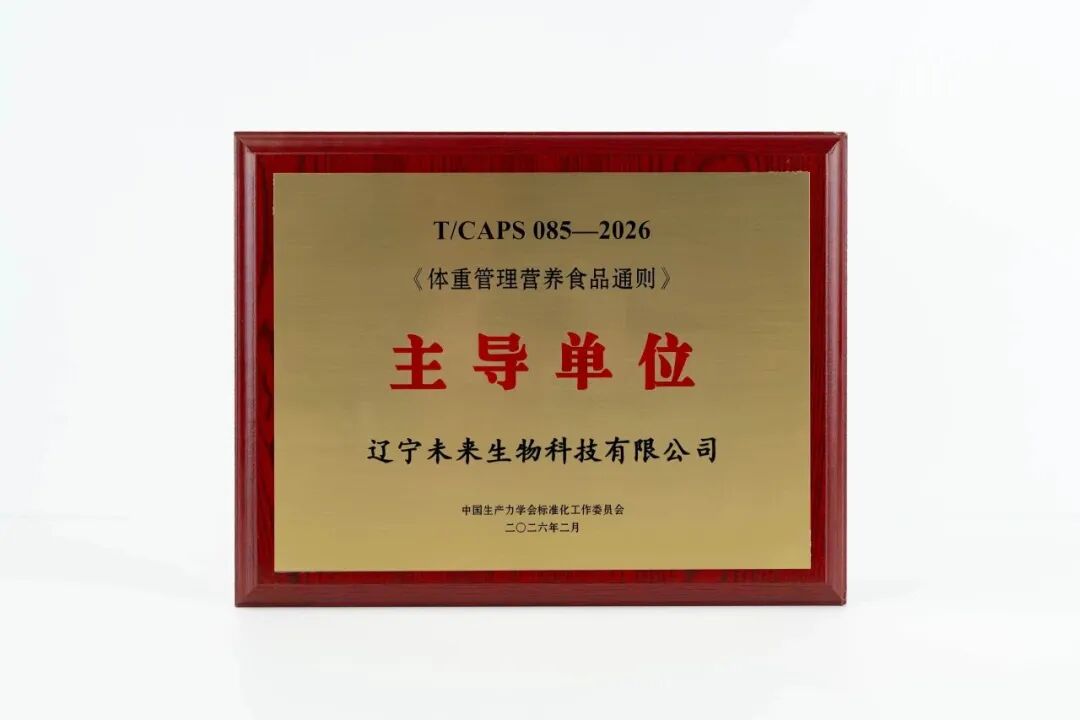 T/CAPS 085—2026
《体重管理营养食品通则》
主导单位
辽宁未来生物科技有限公司
中国生产力学会标准化工作委员会
二〇二六年二月